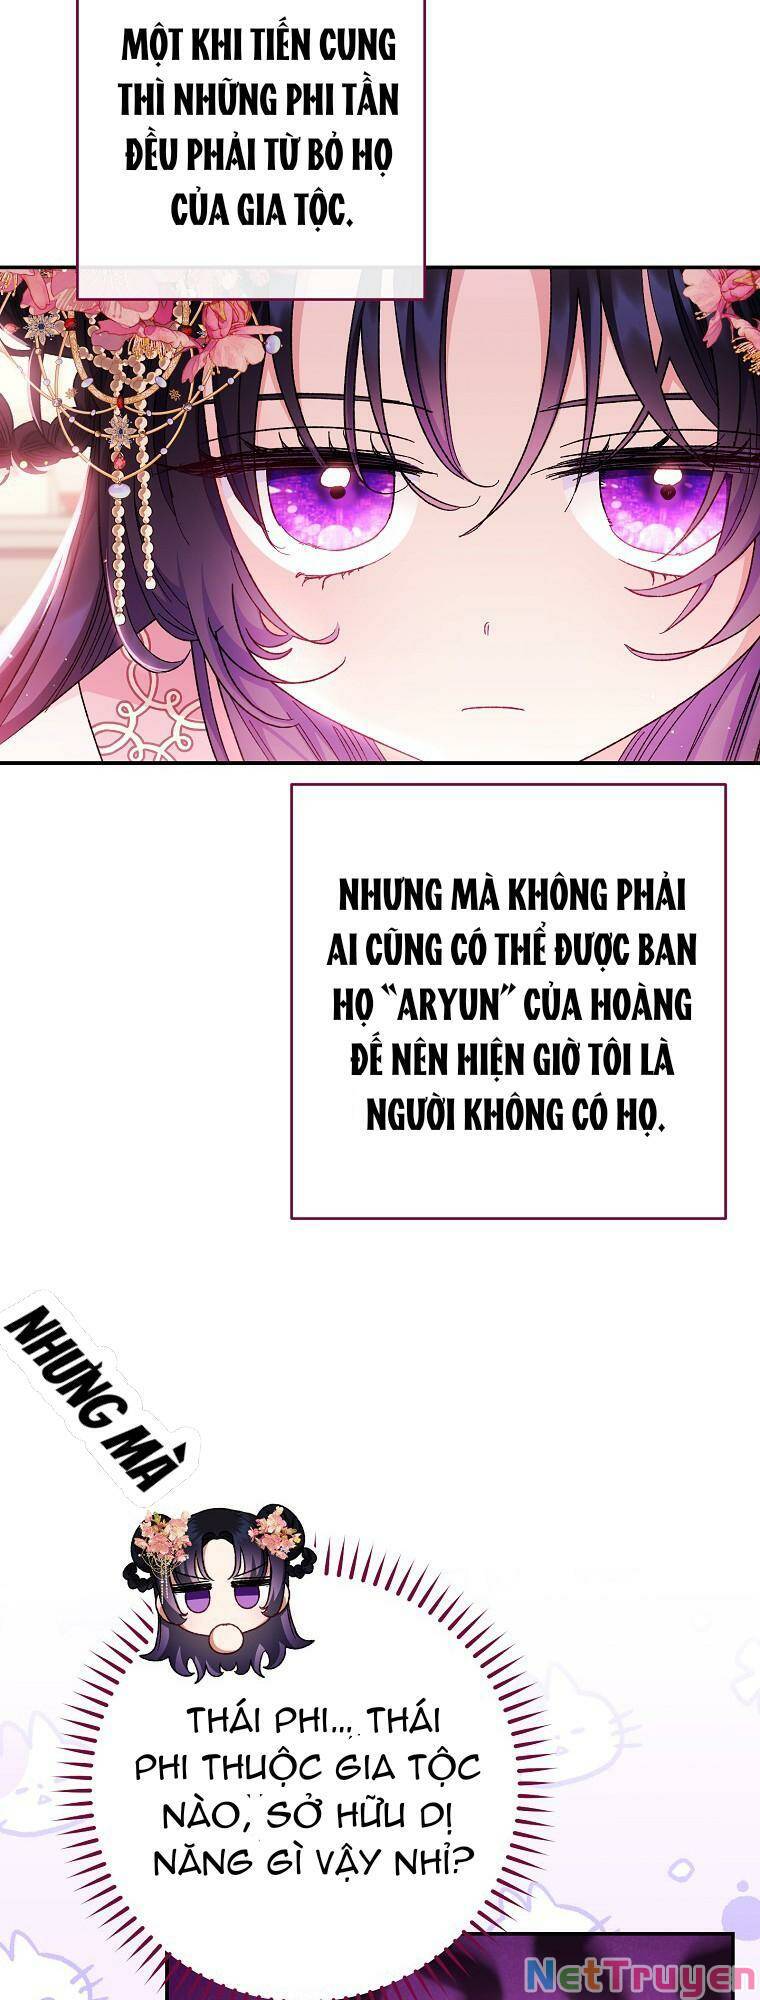 MỘT KHI TIẾN CUNG
THÌ NHỮNG PHI TẦN
ĐỀU PHẢI TỪ BỎ HỌ
CỦA GIA TỘC.
NHƯNG MÀ KHÔNG PHẢI
AI CŨNG CÓ THỂ ĐƯỢC BAN
HỌ “ARYUN” CỦA HOÀNG
ĐẾ NÊN HIỆN GIỜ TÔI LÀ
NGƯỜI KHÔNG CÓ HỌ.
NHƯNG MÀ
THÁI PHI... THÁI
PHI THUỘC GIA TỘC
NÀO, SỞ HỮU DỊ
NĂNG GÌ VẬY NHỈ?
NetTruyen